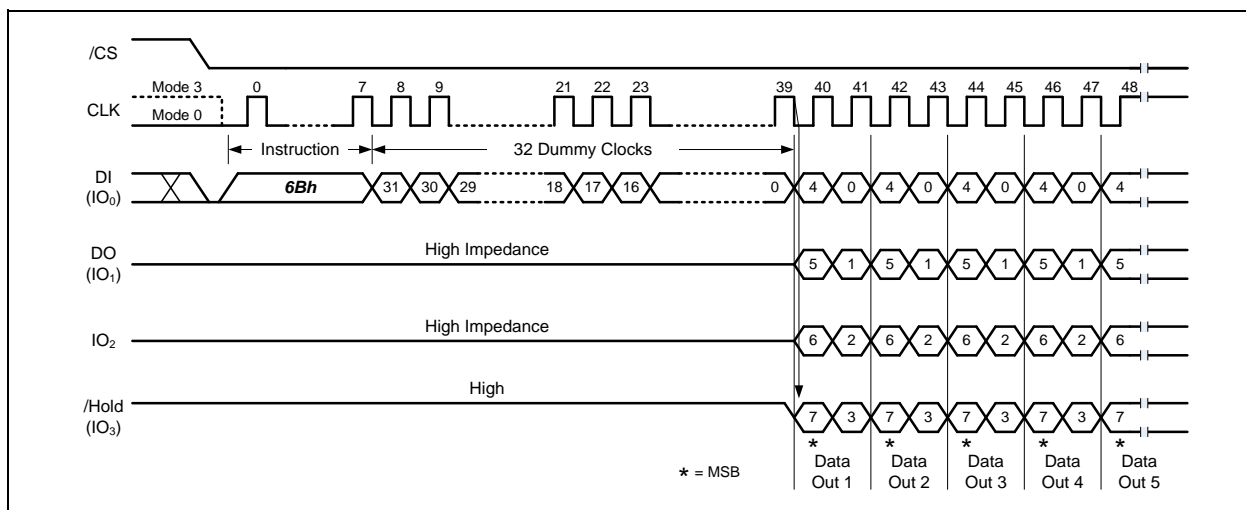 /CS
Mode 3 0 7 8 9 21 22 23 39 40 41 42 43 44 45 46 47 48
CLK
Mode 0
Instruction 32 Dummy Clocks
DI
(IO0)
6Bh 31 30 29 18 17 16 0 4 0 4 0 4 0 4 0 4
High Impedance
DO
(IO1)
5 1 5 1 5 1 5 1 5
High Impedance
IO2
6 2 6 2 6 2 6 2 6
High
/Hold
(IO3)
7 3 7 3 7 3 7 3 7
* * * * *
* = MSB
Data Data Data Data Data
Out 1 Out 2 Out 3 Out 4 Out 5